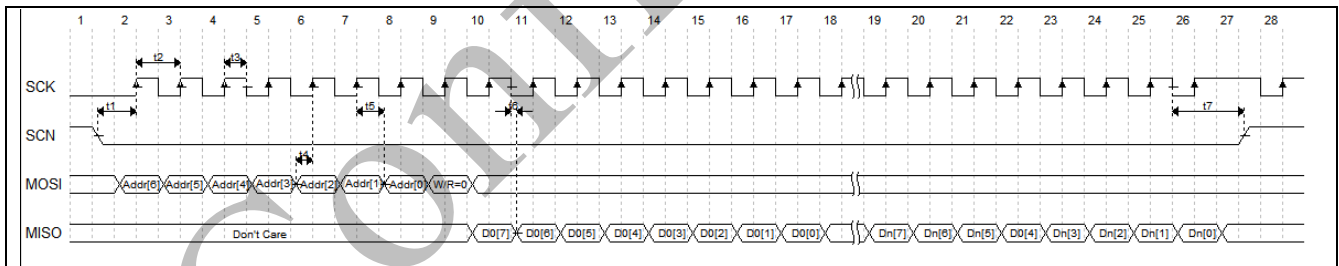 1 2 3 4 5 6 7 8 9 10 11 12 13 14 15 16 17 18 19 20 21 22 23 24 25 26 27 28
t2 t3
SCK
t1 t5 t6 t7
SCN
t4
MOSI Addr[6] Addr[5] Addr[4] Addr[3] Addr[2] Addr[1] Addr[0] W/R=0
MISO Don't Care D0[7] D0[6] D0[5] D0[4] D0[3] D0[2] D0[1] D0[0] Dn[7] Dn[6] Dn[5] D0[4] Dn[3] Dn[2] Dn[1] Dn[0]
Con